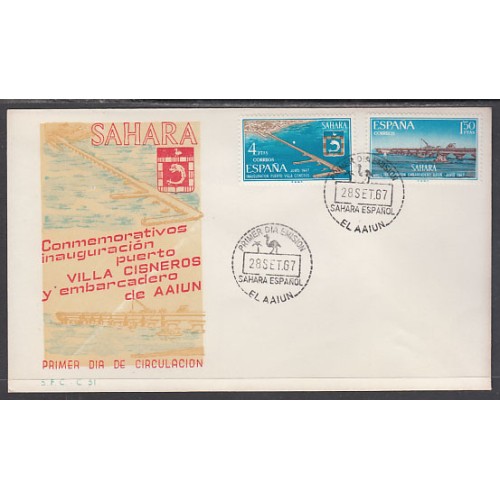 SAHARA
Conmemorativos
inauguración
puerto
VILLA CISNEROS
y embarcadero
de AAIUN
PRIMER DIA DE CIRCULACION
S.F.C. - C 91
SAHARA
4 PTAS
CORREOS
ESPAÑA
ESPAÑA
1'50
PTAS
CORREOS
SAHARA
28 SET. 67
SAHARA ESPAÑOL
EL AAIUN
PRIMER DIA EMISION
28 SET. 67
SAHARA ESPAÑOL
EL AAIUN